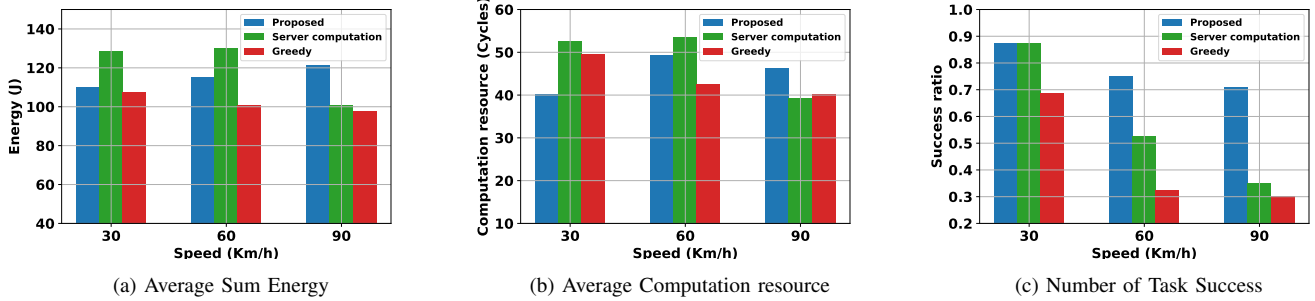 140
120
100
80
60
40
Energy (J)
Proposed
Server computation
Greedy
30
60
90
Speed (Km/h)
(a) Average Sum Energy
60
50
40
30
20
10
Computation resource (Cycles)
Proposed
Server computation
Greedy
30
60
90
Speed (Km/h)
(b) Average Computation resource
1.0
0.9
0.8
0.7
0.6
0.5
0.4
0.3
0.2
Success ratio
Proposed
Server computation
Greedy
30
60
90
Speed (Km/h)
(c) Number of Task Success